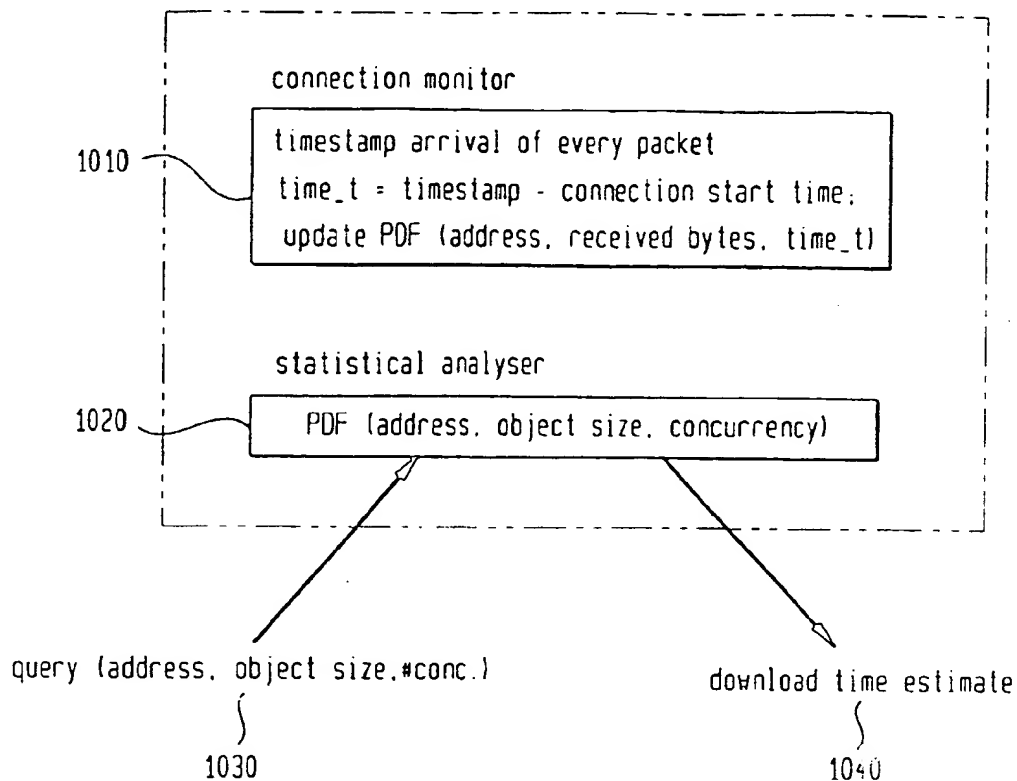 connection monitor
1010
timestamp arrival of every packet
time_t = timestamp - connection start time;
update PDF (address, received bytes, time_t)
statistical analyser
1020
PDF (address, object size, concurrency)
query (address, object size,#conc.)
download time estimate
1030
1040